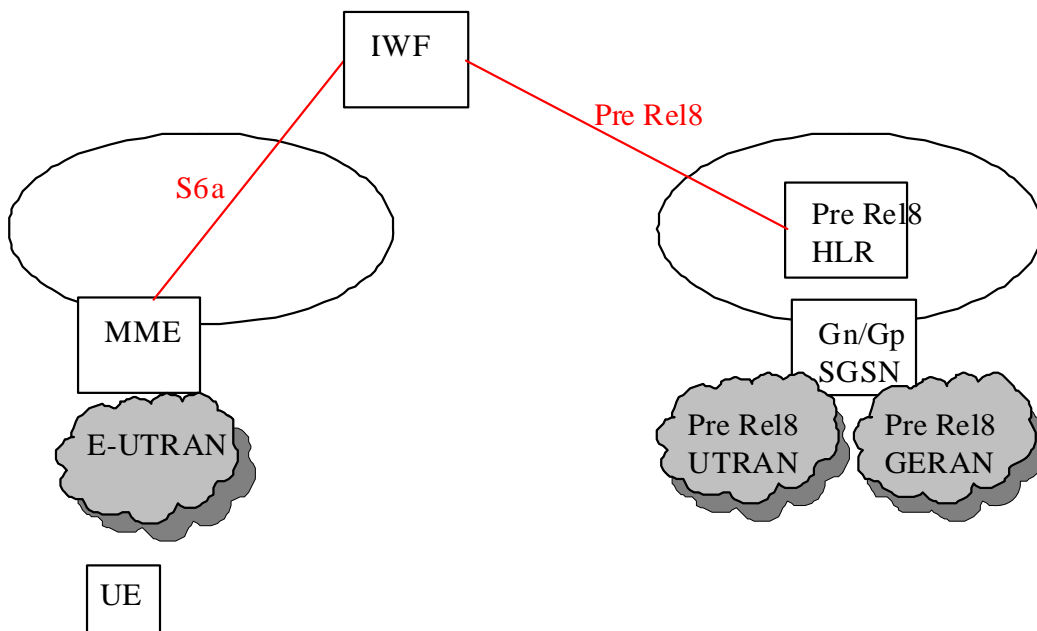 IWF
Pre Rel8
S6a
Pre Rel8
HLR
MME
Gn/Gp
SGSN
E-UTRAN
Pre Rel8
UTRAN
Pre Rel8
GERAN
UE